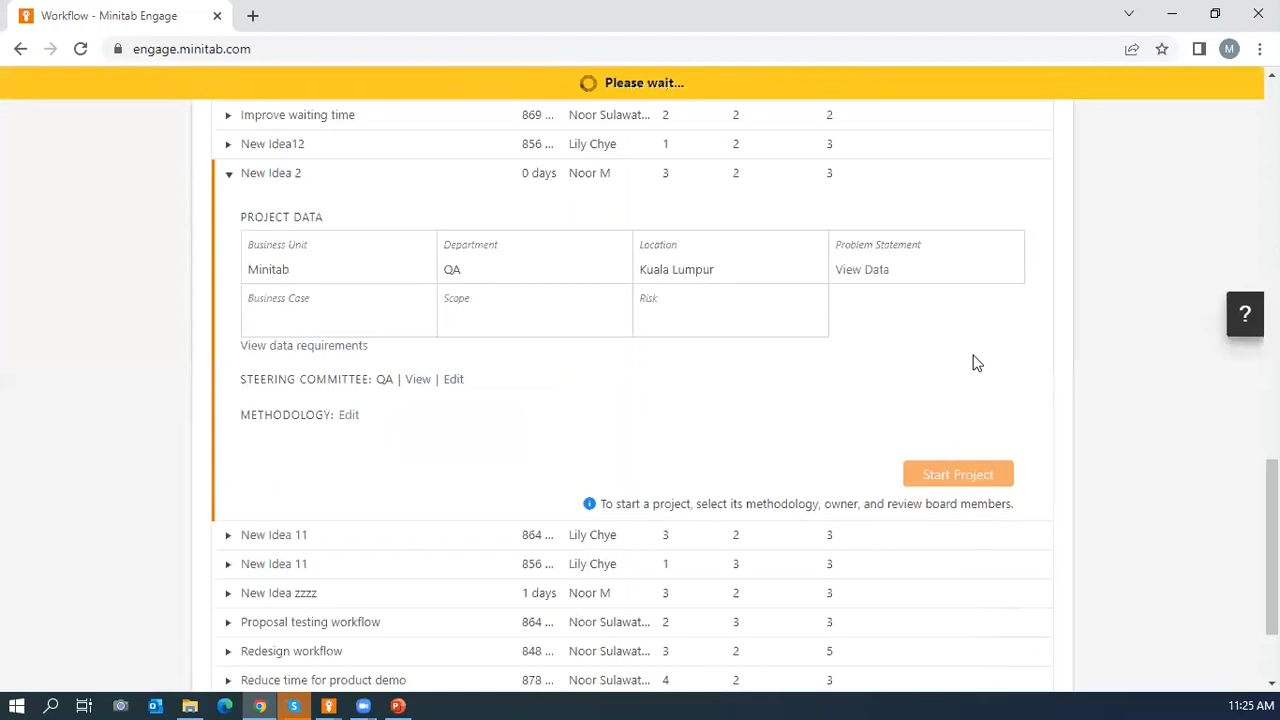 Workflow - Minitab Engage
engage.minitab.com
M
Please wait...
Improve waiting time 869 ... Noor Sulawat... 2 2 2
New Idea12 856 ... Lily Chye 1 2 3
New Idea 2 0 days Noor M 3 2 3
PROJECT DATA
Business Unit Department Location Problem Statement
Minitab QA Kuala Lumpur View Data
Business Case Scope Risk
?
View data requirements
STEERING COMMITTEE: QA | View | Edit
METHODOLOGY: Edit
Start Project
To start a project, select its methodology, owner, and review board members.
New Idea 11 864 ... Lily Chye 3 2 3
New Idea 11 856 ... Lily Chye 1 3 3
New Idea zzzz 1 days Noor M 3 2 3
Proposal testing workflow 864 ... Noor Sulawat... 2 3 3
Redesign workflow 848 ... Noor Sulawat... 3 2 5
Reduce time for product demo 878 ... Noor Sulawat... 4 2 3
11:25 AM